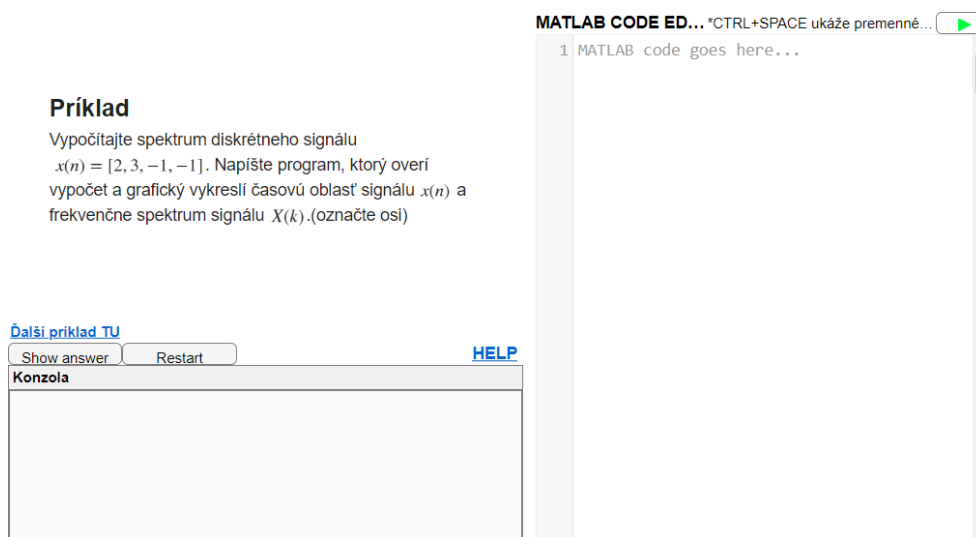 MATLAB CODE ED... *CTRL+SPACE ukáže premenné...
1 MATLAB code goes here...
Príklad
Vypočítajte spektrum diskrétneho signálu
x(n) = [2, 3, −1, −1]. Napíšte program, ktorý overí
vypočet a grafický vykreslí časovú oblasť signálu x(n) a
frekvenčne spektrum signálu X(k).(označte osi)
Ďalší príklad TU
Show answer Restart HELP
Konzola